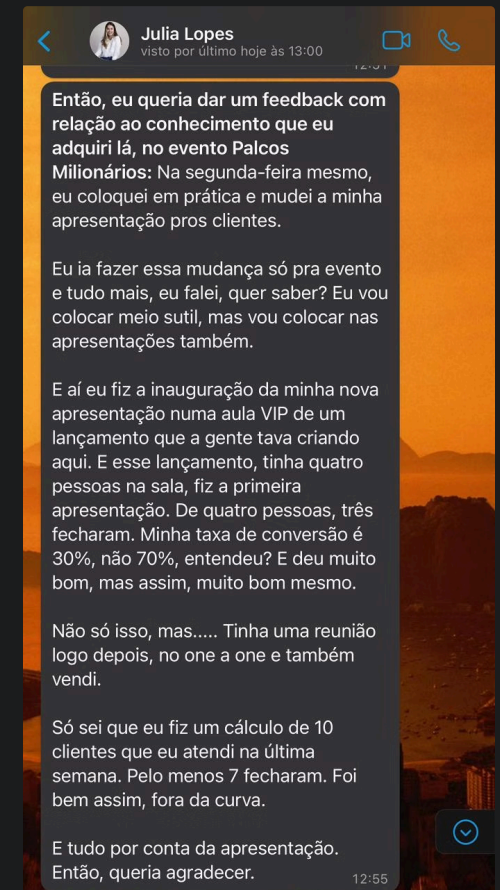 Julia Lopes
visto por último hoje às 13:00
Então, eu queria dar um feedback com
relação ao conhecimento que eu
adquiri lá, no evento Palcos
Milionários: Na segunda-feira mesmo,
eu coloquei em prática e mudei a minha
apresentação pros clientes.
Eu ia fazer essa mudança só pra evento
e tudo mais, eu falei, quer saber? Eu vou
colocar meio sutil, mas vou colocar nas
apresentações também.
E aí eu fiz a inauguração da minha nova
apresentação numa aula VIP de um
lançamento que a gente tava criando
aqui. E esse lançamento, tinha quatro
pessoas na sala, fiz a primeira
apresentação. De quatro pessoas, três
fecharam. Minha taxa de conversão é
30%, não 70%, entendeu? E deu muito
bom, mas assim, muito bom mesmo.
Não só isso, mas..... Tinha uma reunião
logo depois, no one a one e também
vendi.
Só sei que eu fiz um cálculo de 10
clientes que eu atendi na última
semana. Pelo menos 7 fecharam. Foi
bem assim, fora da curva.
E tudo por conta da apresentação.
Então, queria agradecer.
12:55